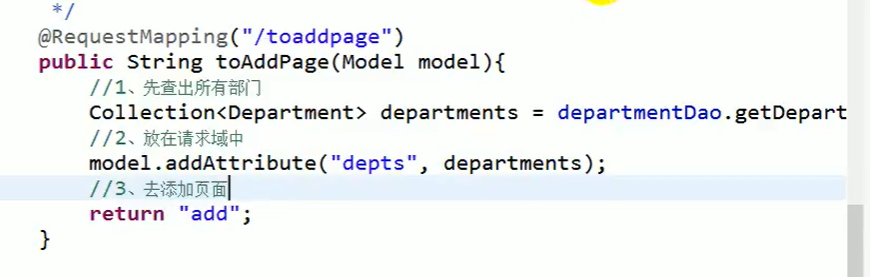 */
@RequestMapping("/toaddpage")
public String toAddPage(Model model){
//1、先查出所有部门
Collection<Department> departments = departmentDao.getDepart
//2、放在请求域中
model.addAttribute("depts", departments);
//3、去添加页面
return "add";
}